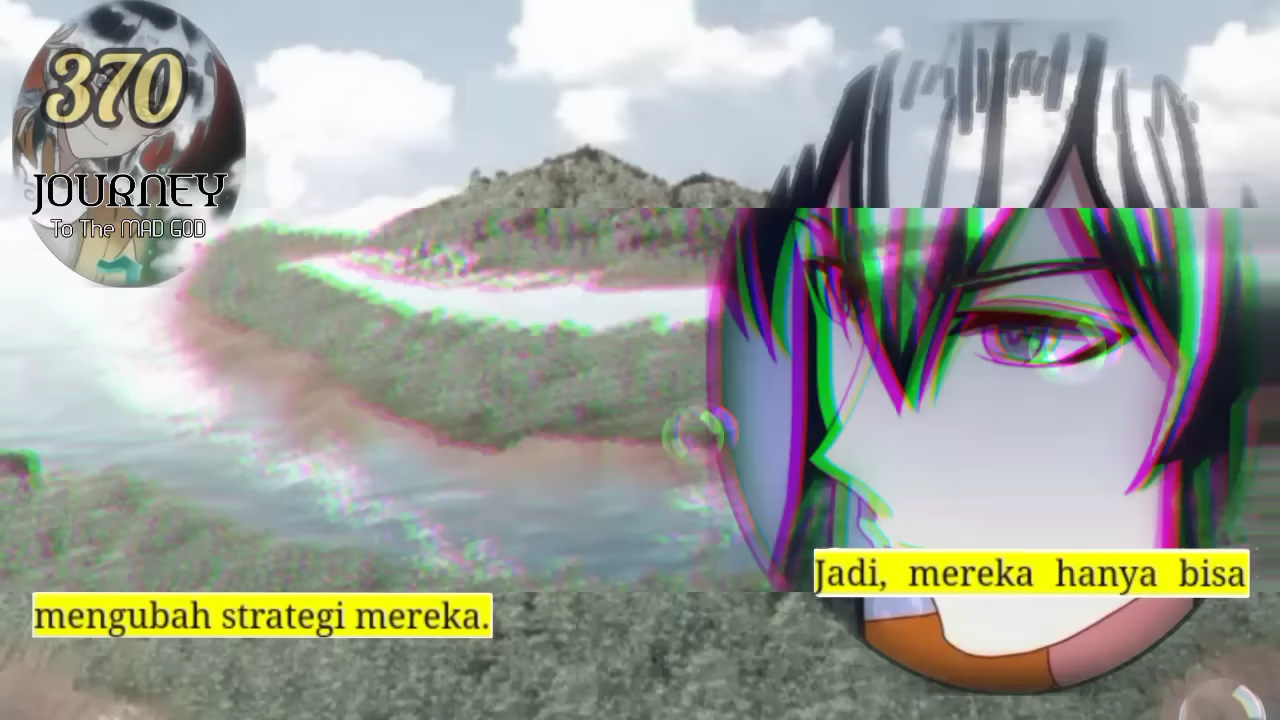 370
JOURNEY
To The MAD GOD
Jadi, mereka hanya bisa
mengubah strategi mereka.